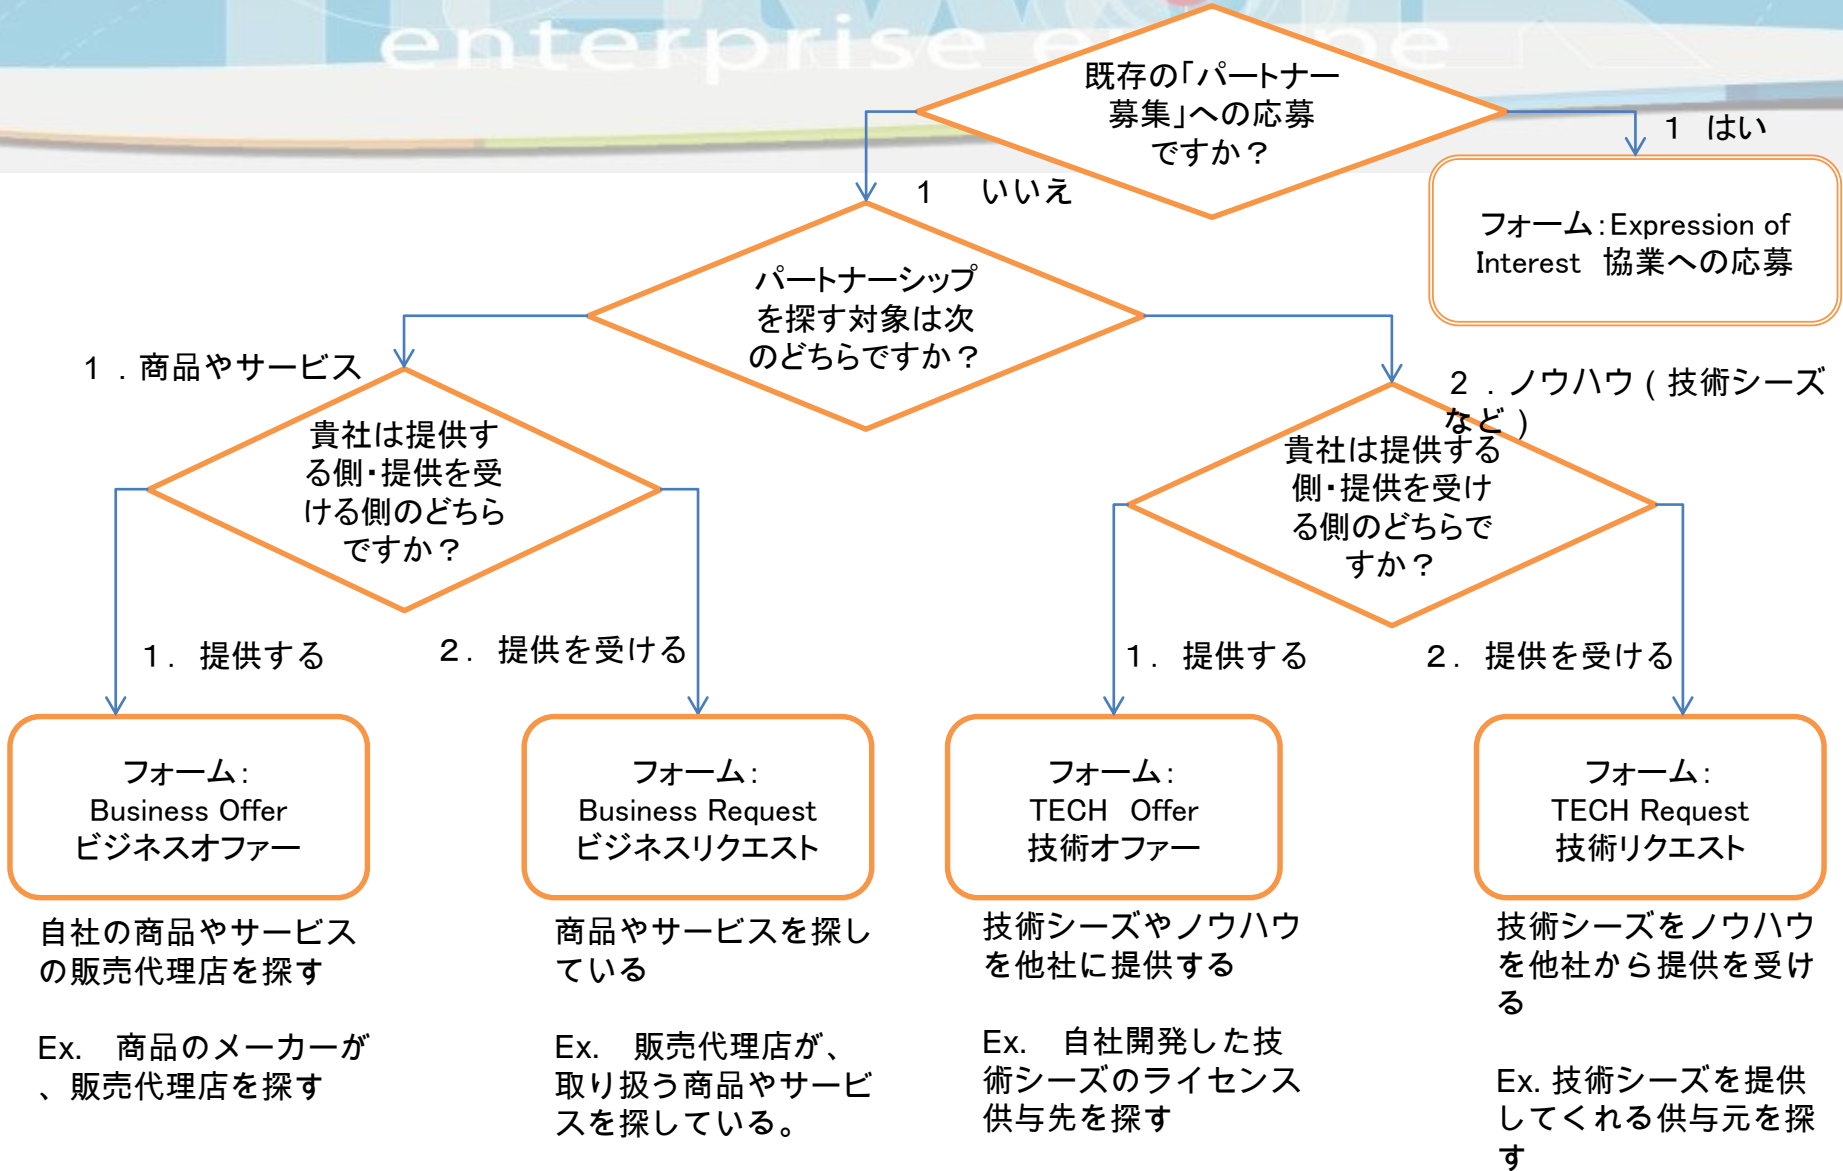 enterprise e pe
既存の「パートナー
募集」への応募
ですか？
1　はい
フォーム：Expression of
Interest　協業への応募
1　いいえ
パートナーシップ
を探す対象は次
のどちらですか？
１．商品やサービス
２．ノウハウ（技術シーズ
など）
貴社は提供す
る側・提供を受
ける側のどちら
ですか？
貴社は提供する
側・提供を受け
る側のどちらで
すか？
１．提供する
２．提供を受ける
１．提供する
２．提供を受ける
フォーム：
Business Offer
ビジネスオファー
フォーム：
Business Request
ビジネスリクエスト
フォーム：
TECH　Offer
技術オファー
フォーム：
TECH Request
技術リクエスト
自社の商品やサービス
の販売代理店を探す
Ex.　商品のメーカーが
、販売代理店を探す
商品やサービスを探し
ている
Ex.　販売代理店が、
取り扱う商品やサービ
スを探している。
技術シーズやノウハウ
を他社に提供する
Ex.　自社開発した技
術シーズのライセンス
供与先を探す
技術シーズをノウハウ
を他社から提供を受け
る
Ex. 技術シーズを提供
してくれる供与元を探
す